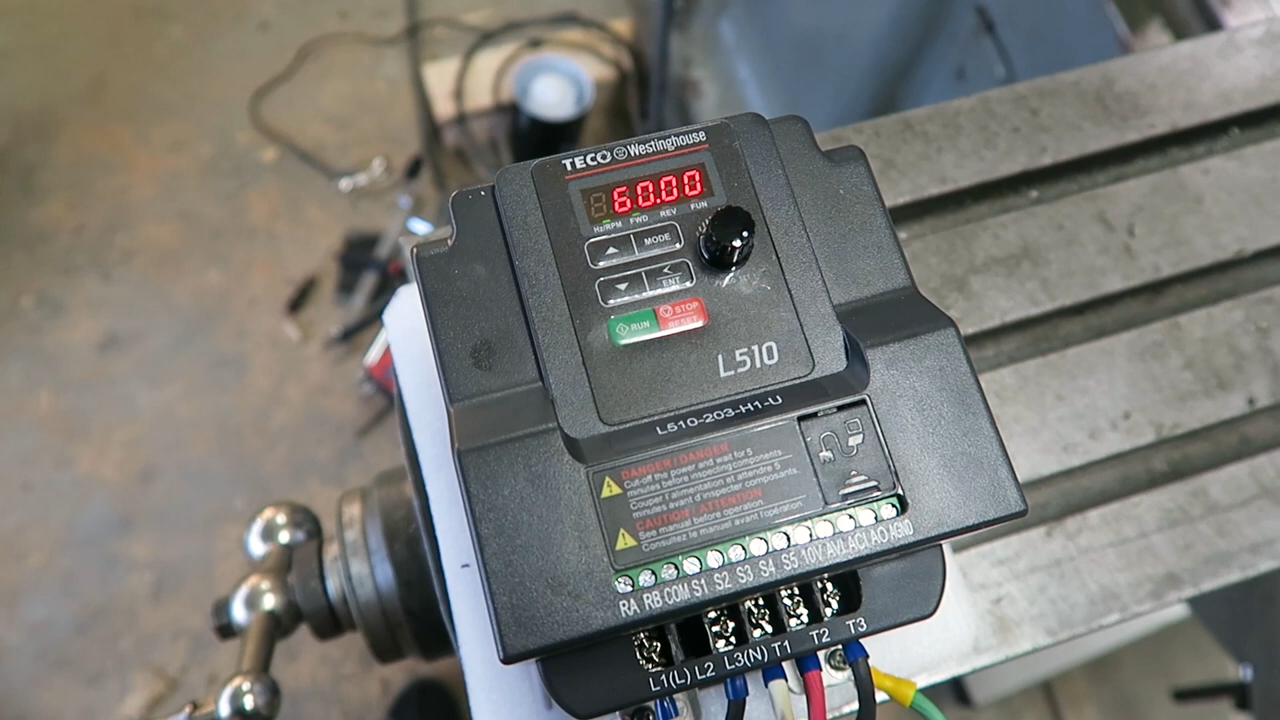 TECO Westinghouse
60.00
Hz/RPM FWD REV FUN
MODE
<
ENT
RUN
STOP
RESET
L510
L510-203-H1-U
DANGER / DANGER
Cut-off the power and wait for 5
minutes before inspecting components.
Couper l'alimentation et attendre 5
minutes avant d'inspecter composants.
CAUTION / ATTENTION
See manual before operation.
Consultez le manuel avant l'opération
RA RB COM S1 S2 S3 S4 S5 10V AVI ACI AO AGND
L1(L) L2 L3(N) T1 T2 T3